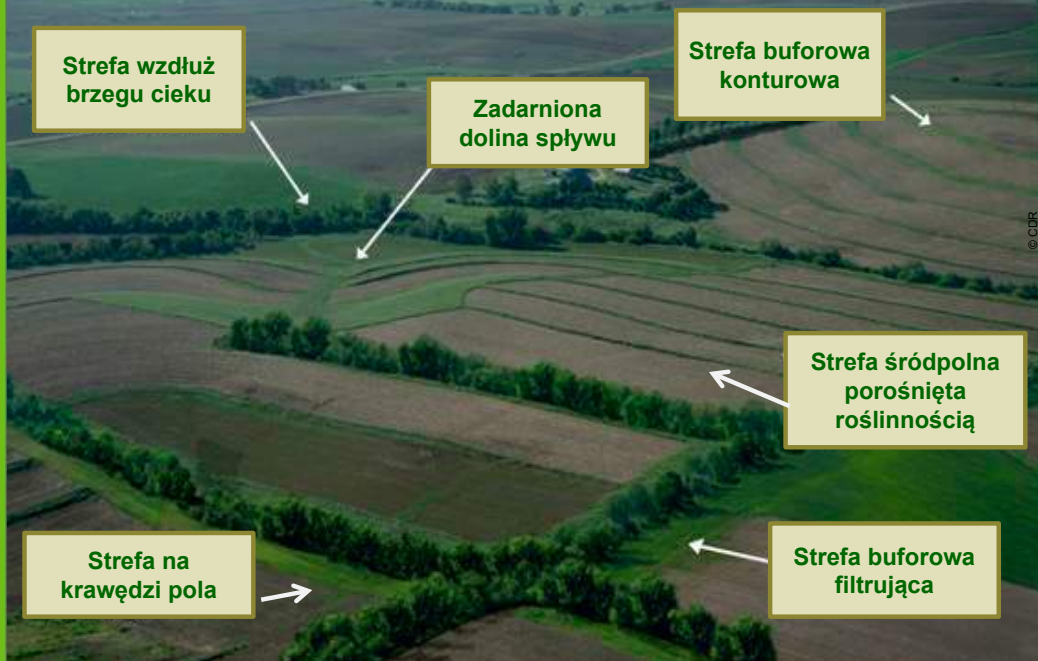 Strefa wzdłuż
brzegu cieku
Zadarniona
dolina spływu
Strefa buforowa
konturowa
© CDR
Strefa śródpolna
porośnięta
roślinnością
Strefa na
krawędzi pola
Strefa buforowa
filtrująca